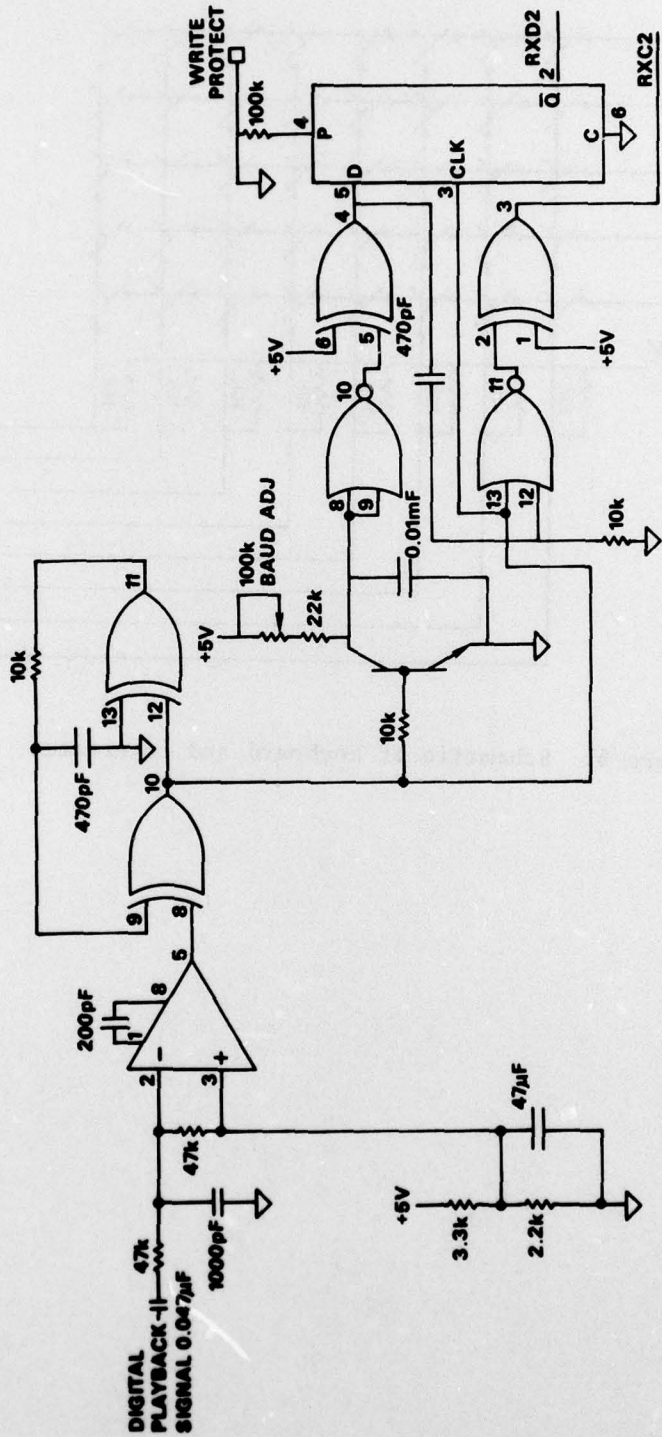 DIGITAL
PLAYBACK
SIGNAL 0.047µF
47k
1000pF
47k
2
3
−
+
1
200pF
8
5
+5V
3.3k
2.2k
47µF
9
8
10
470pF
10k
13
12
11
+5V
100k
BAUD ADJ
22k
10k
0.01mF
8
9
10
+5V
6
5
4
470pF
13
12
11
10k
2
1
3
+5V
WRITE
PROTECT
100k
4
P
5
D
3
CLK
Q
2
RXD2
C
6
RXC2